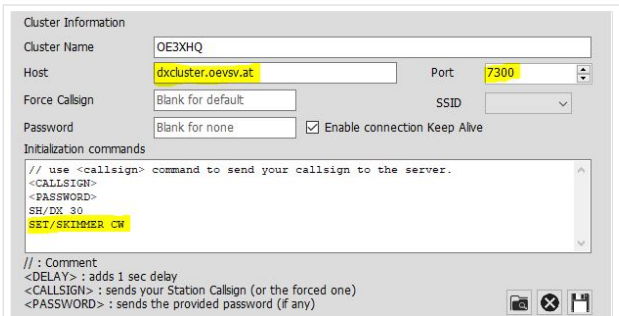 Cluster Information
Cluster Name OE3XHQ
Host dxcluster.oevsv.at Port 7300
Force Callsign Blank for default SSID
Password Blank for none Enable connection Keep Alive
Initialization commands
// use <callsign> command to send your callsign to the server.
<CALLSIGN>
<PASSWORD>
SH/DX 30
SET/SKIMMER CW
// : Comment
<DELAY> : adds 1 sec delay
<CALLSIGN> : sends your Station Callsign (or the forced one)
<PASSWORD> : sends the provided password (if any)